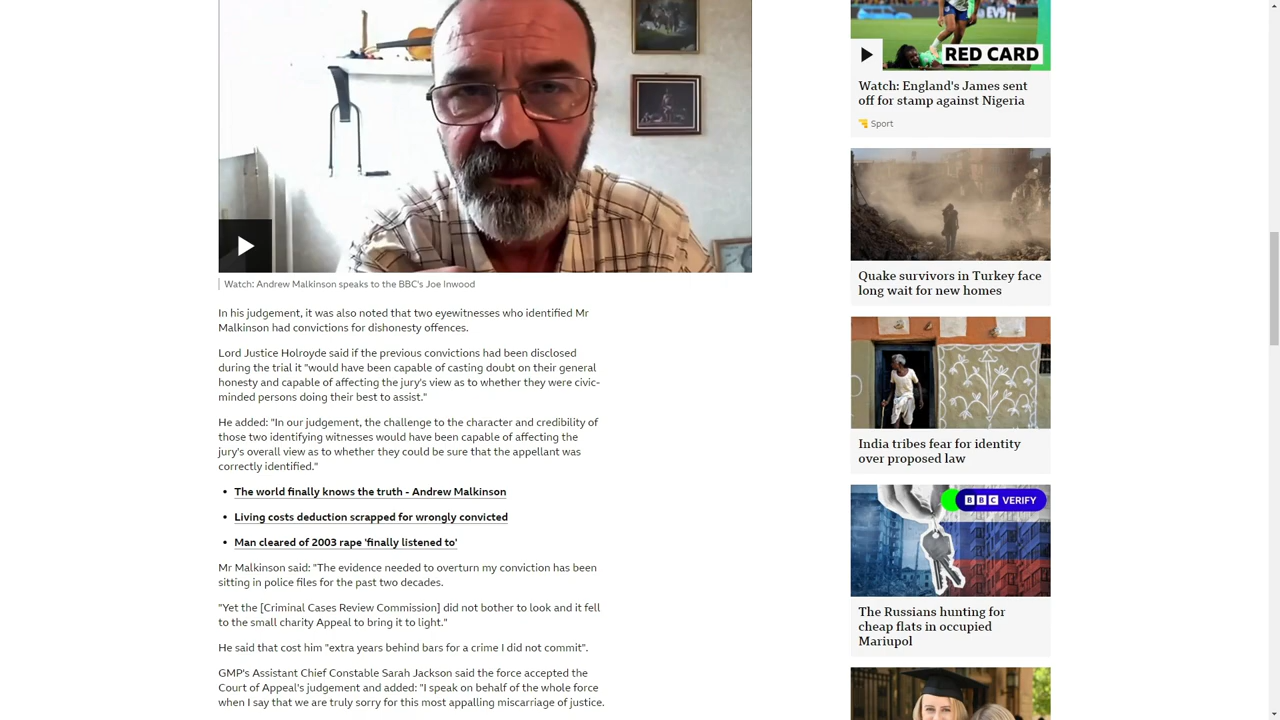 Watch: Andrew Malkinson speaks to the BBC's Joe Inwood
In his judgement, it was also noted that two eyewitnesses who identified Mr
Malkinson had convictions for dishonesty offences.
Lord Justice Holroyde said if the previous convictions had been disclosed
during the trial it "would have been capable of casting doubt on their general
honesty and capable of affecting the jury's view as to whether they were civic-
minded persons doing their best to assist."
He added: "In our judgement, the challenge to the character and credibility of
those two identifying witnesses would have been capable of affecting the
jury's overall view as to whether they could be sure that the appellant was
correctly identified."
• The world finally knows the truth - Andrew Malkinson
• Living costs deduction scrapped for wrongly convicted
• Man cleared of 2003 rape 'finally listened to'
Mr Malkinson said: "The evidence needed to overturn my conviction has been
sitting in police files for the past two decades.
"Yet the [Criminal Cases Review Commission] did not bother to look and it fell
to the small charity Appeal to bring it to light."
He said that cost him "extra years behind bars for a crime I did not commit".
GMP's Assistant Chief Constable Sarah Jackson said the force accepted the
Court of Appeal's judgement and added: "I speak on behalf of the whole force
when I say that we are truly sorry for this most appalling miscarriage of justice.
RED CARD
Watch: England's James sent
off for stamp against Nigeria
Sport
Quake survivors in Turkey face
long wait for new homes
India tribes fear for identity
over proposed law
BBC VERIFY
The Russians hunting for
cheap flats in occupied
Mariupol